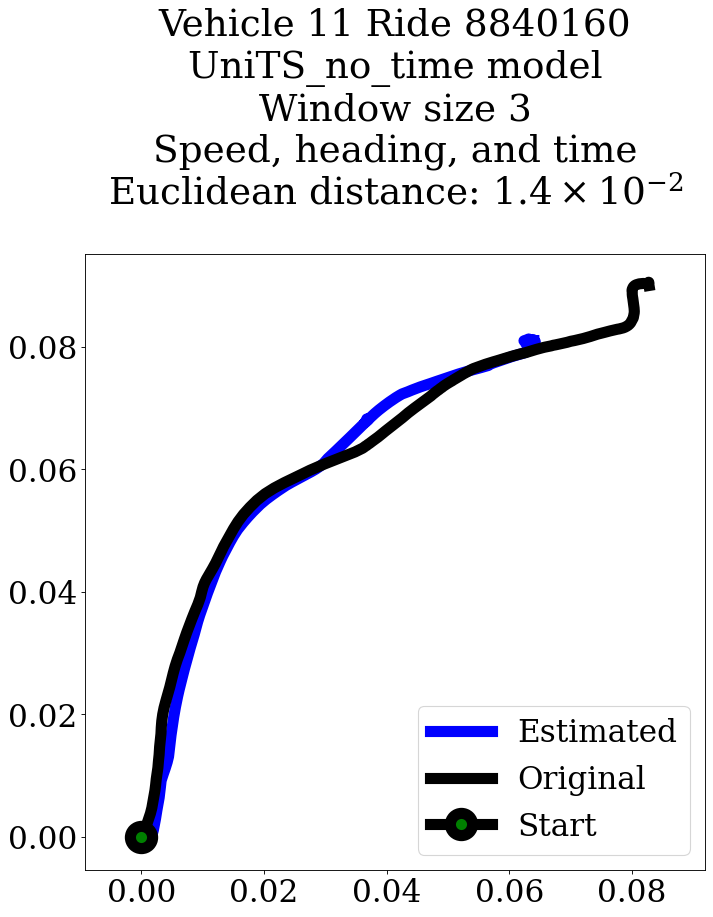 Vehicle 11 Ride 8840160
UniTS_no_time model
Window size 3
Speed, heading, and time
Euclidean distance: 1.4 × 10⁻²
0.08
0.06
0.04
0.02
0.00
Estimated
Original
Start
0.00 0.02 0.04 0.06 0.08